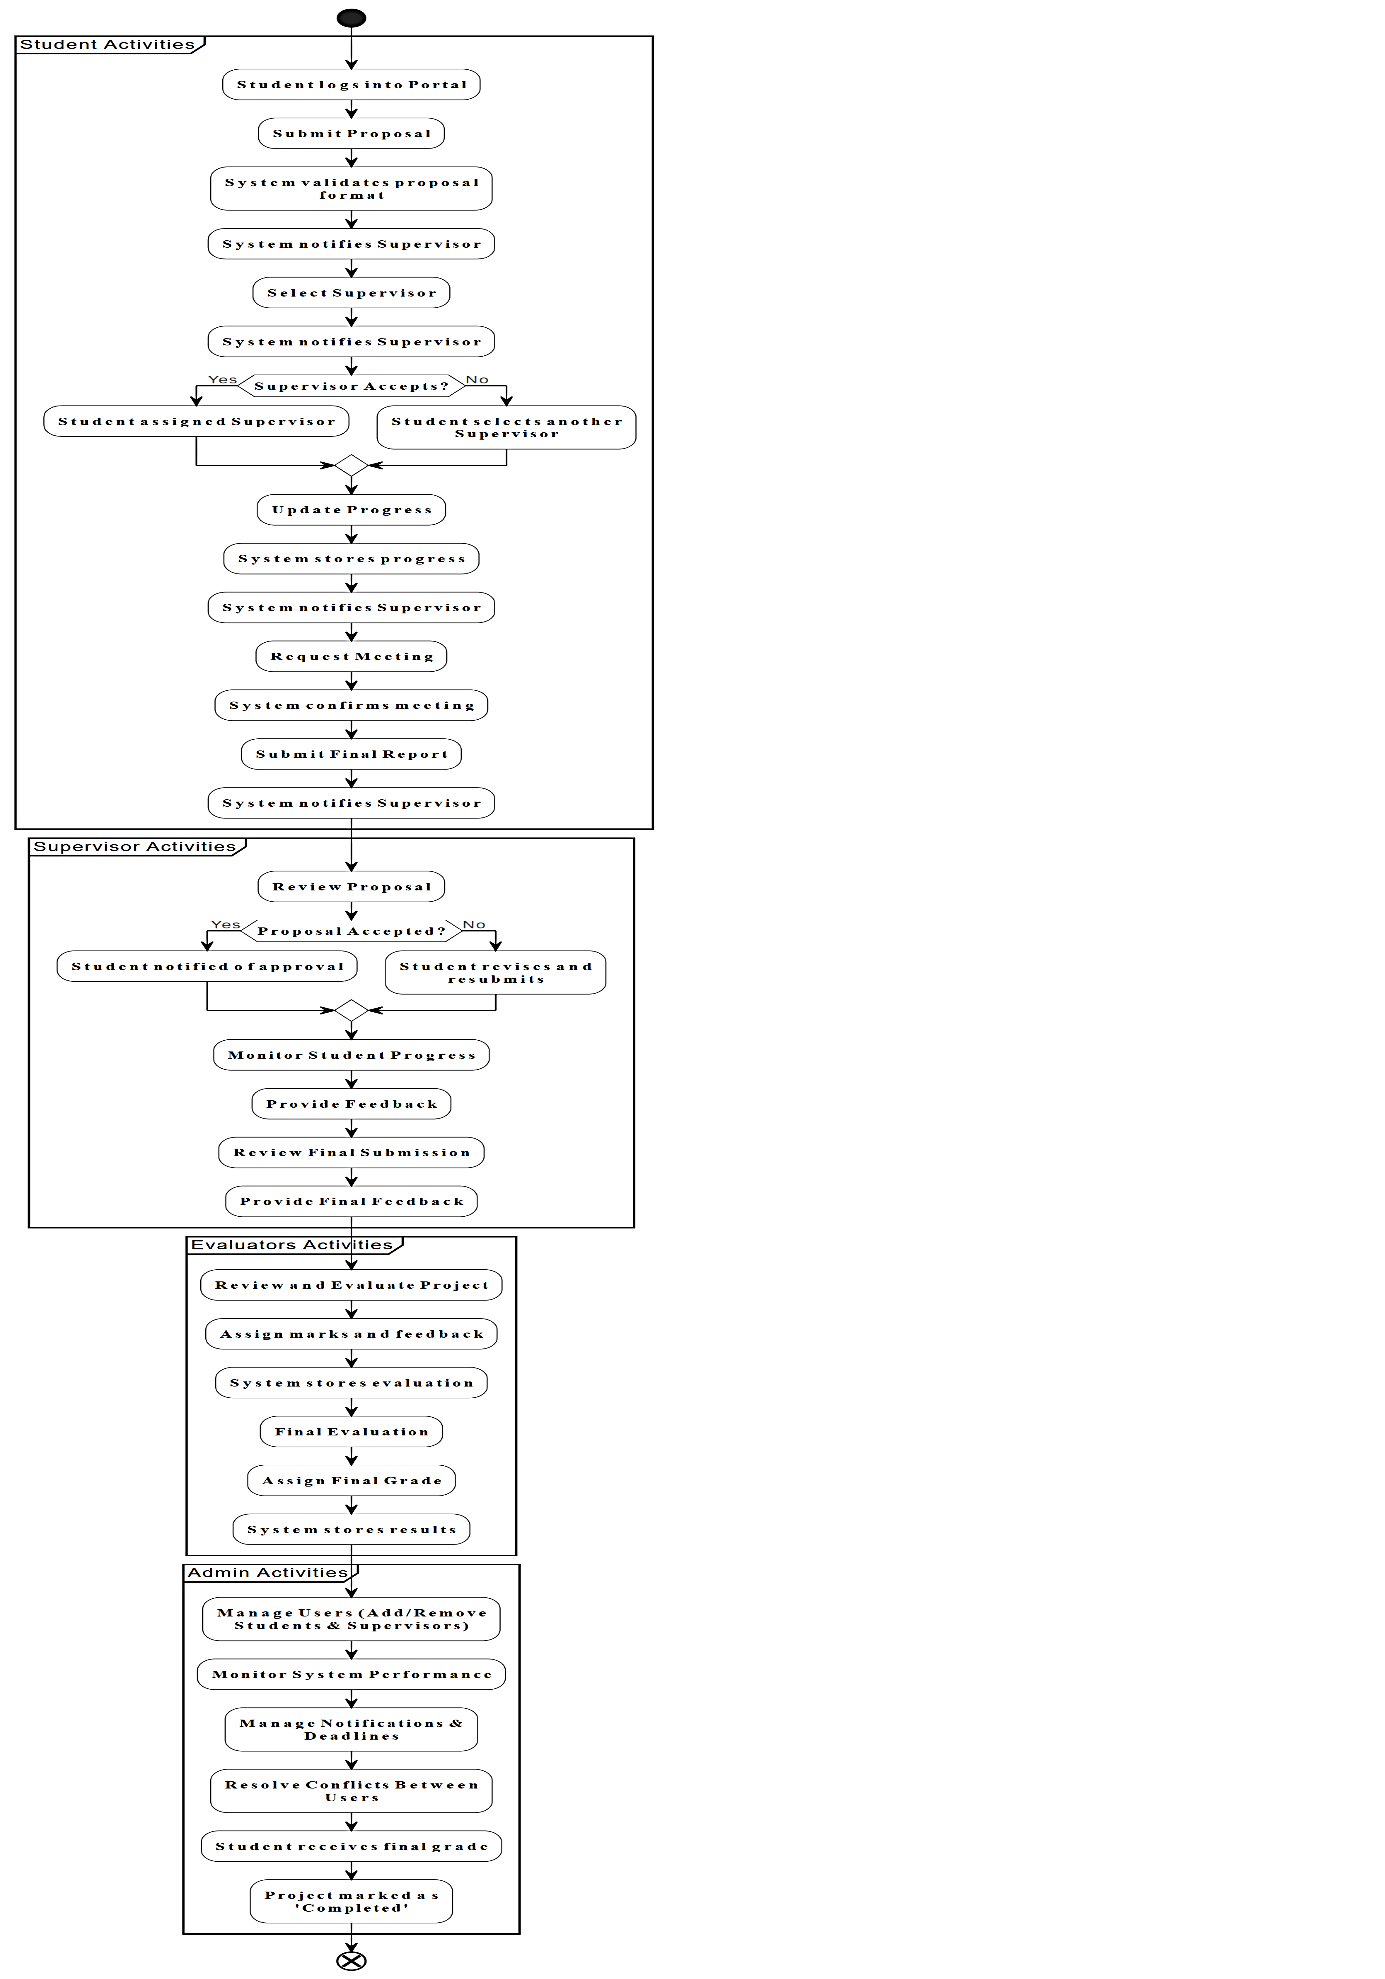 Student Activities
Student logs into Portal
Submit Proposal
System validates proposal
format
System notifies Supervisor
Select Supervisor
System notifies Supervisor
Yes
Supervisor Accepts?
No
Student assigned Supervisor
Student selects another
Supervisor
Update Progress
System stores progress
System notifies Supervisor
Request Meeting
System confirms meeting
Submit Final Report
System notifies Supervisor
Supervisor Activities
Review Proposal
Yes
Proposal Accepted?
No
Student notified of approval
Student revises and
resubmits
Monitor Student Progress
Provide Feedback
Review Final Submission
Provide Final Feedback
Evaluators Activities
Review and Evaluate Project
Assign marks and feedback
System stores evaluation
Final Evaluation
Assign Final Grade
System stores results
Admin Activities
Manage Users (Add/Remove
Students & Supervisors)
Monitor System Performance
Manage Notifications &
Deadlines
Resolve Conflicts Between
Users
Student receives final grade
Project marked as
'Completed'